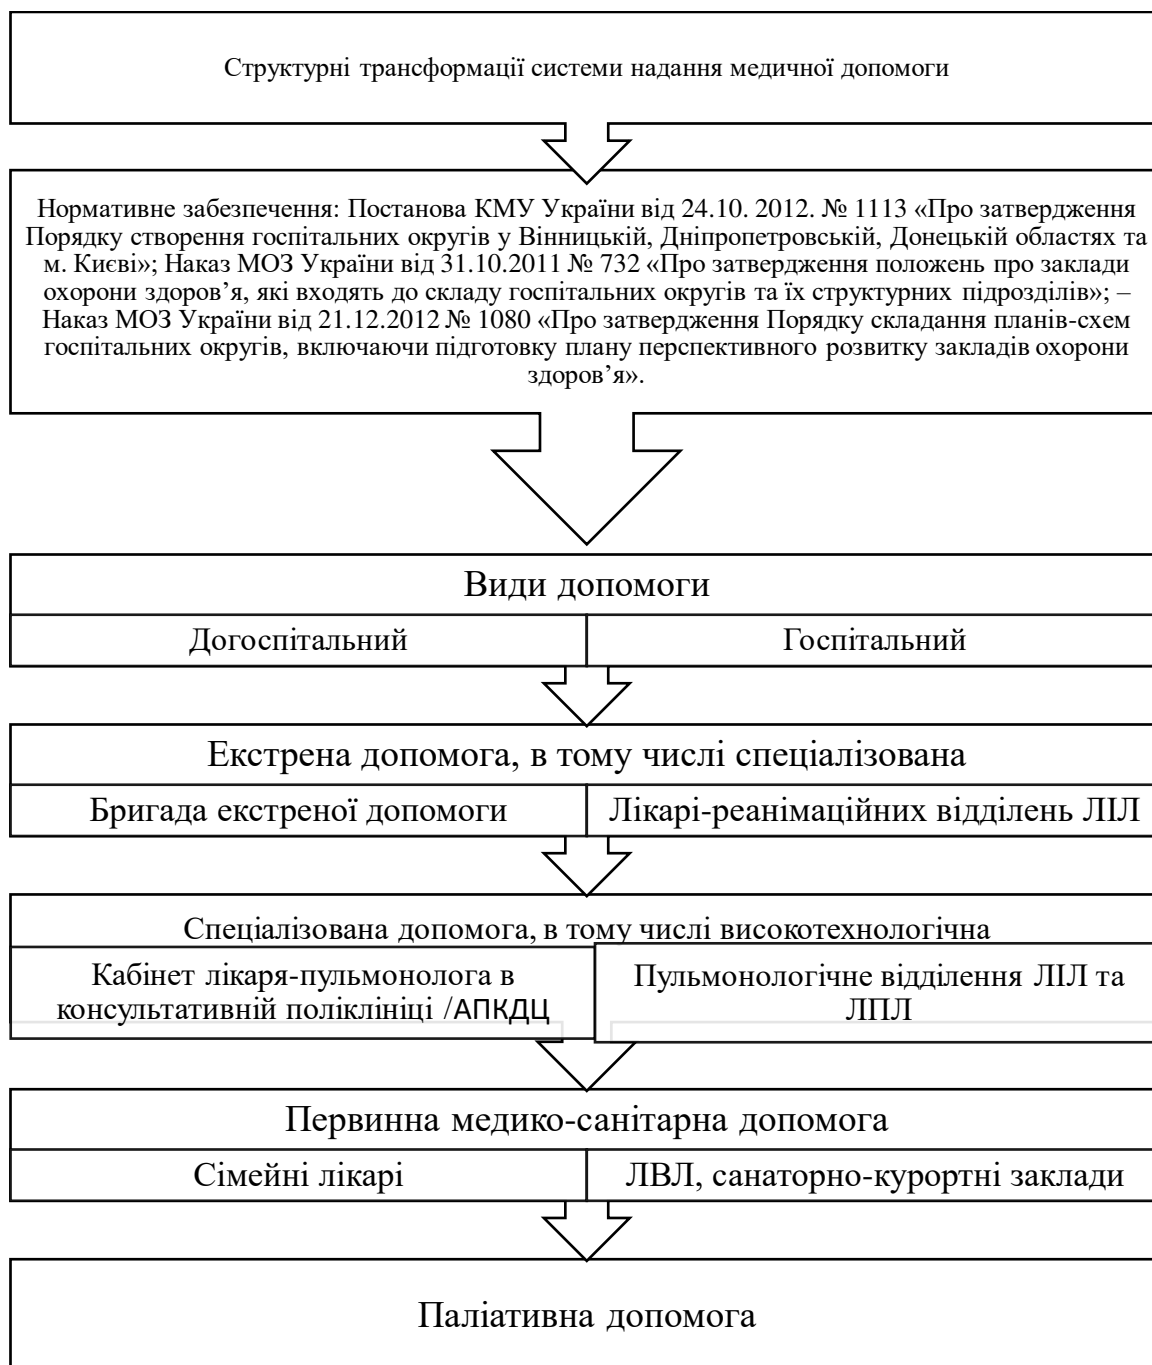 Структурні трансформації системи надання медичної допомоги
Нормативне забезпечення: Постанова КМУ України від 24.10. 2012. № 1113 «Про затвердження
Порядку створення госпітальних округів у Вінницькій, Дніпропетровській, Донецькій областях та
м. Києві»; Наказ МОЗ України від 31.10.2011 № 732 «Про затвердження положень про заклади
охорони здоров’я, які входять до складу госпітальних округів та їх структурних підрозділів»; –
Наказ МОЗ України від 21.12.2012 № 1080 «Про затвердження Порядку складання планів-схем
госпітальних округів, включаючи підготовку плану перспективного розвитку закладів охорони
здоров’я».
Види допомоги
Догоспітальний
Госпітальний
Екстрена допомога, в тому числі спеціалізована
Бригада екстреної допомоги
Лікарі-реанімаційних відділень ЛІЛ
Спеціалізована допомога, в тому числі високотехнологічна
Кабінет лікаря-пульмонолога в
консультативній поліклініці /АПКДЦ
Пульмонологічне відділення ЛІЛ та
ЛПЛ
Первинна медико-санітарна допомога
Сімейні лікарі
ЛВЛ, санаторно-курортні заклади
Паліативна допомога